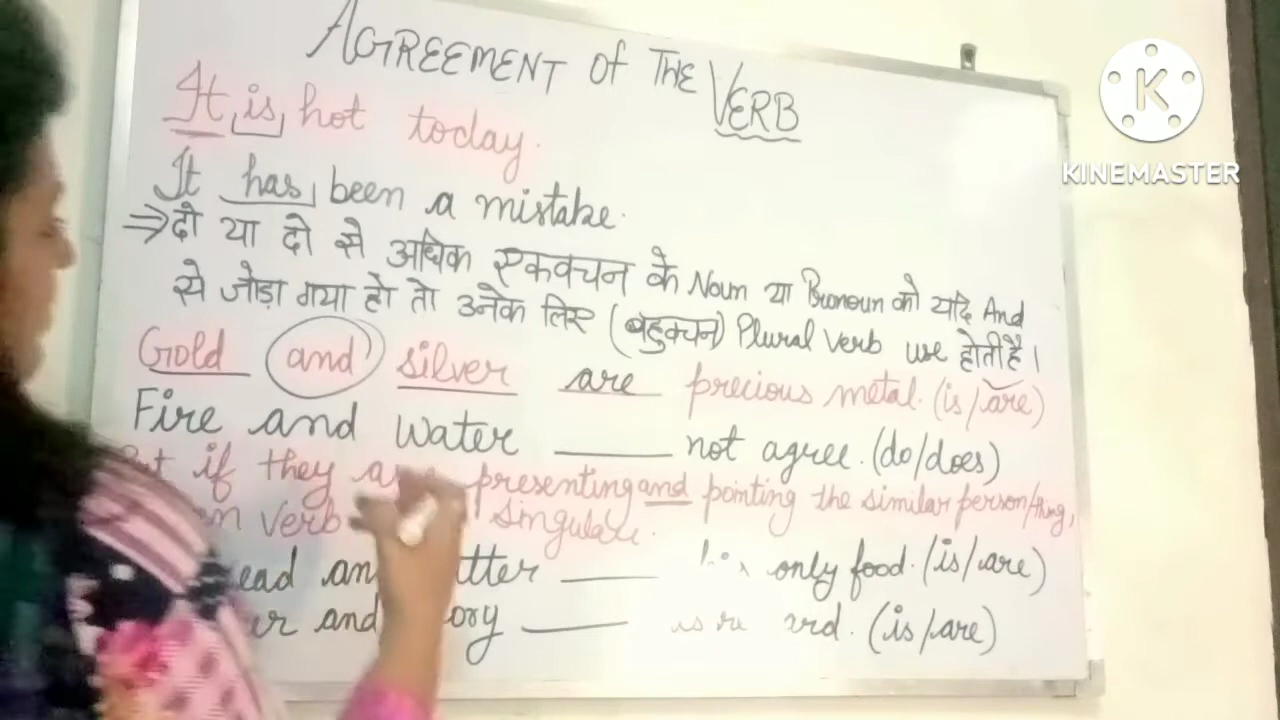 AGREEMENT of THE VERB
It is hot today.
It has been a mistake.
⇒ दो या दो से अधिक एकवचन के Noun या Pronoun को यदि And
से जोड़ा गया हो तो उनके लिए (बहुवचन) Plural Verb use होती है।
Gold and silver are precious metal. (is/are)
Fire and water ____ not agree. (do/does)
if they presenting and pointing the similar person/thing,
verb singular.
____ only food. (is/are)
and ____ (is/are)
K
KINEMASTER